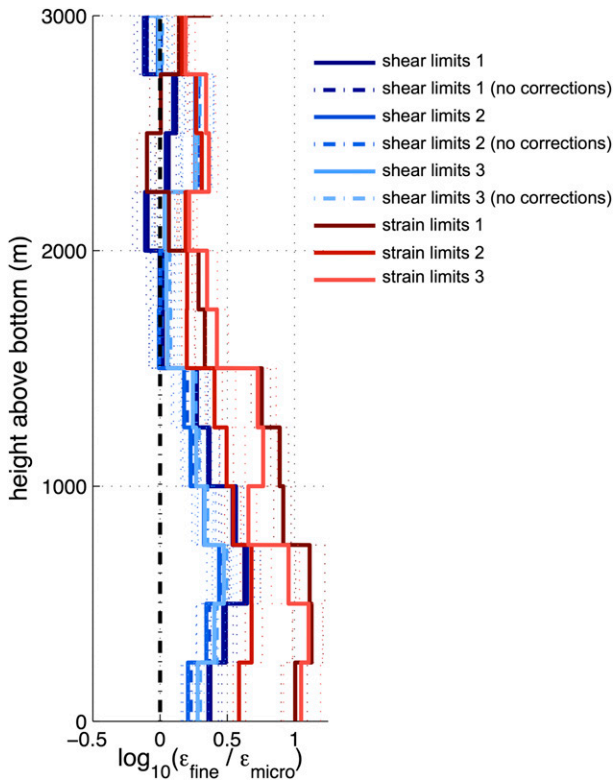 3000
2000
1000
0
height above bottom (m)
-0.5
0
0.5
1
log10(εfine / εmicro)
shear limits 1
shear limits 1 (no corrections)
shear limits 2
shear limits 2 (no corrections)
shear limits 3
shear limits 3 (no corrections)
strain limits 1
strain limits 2
strain limits 3